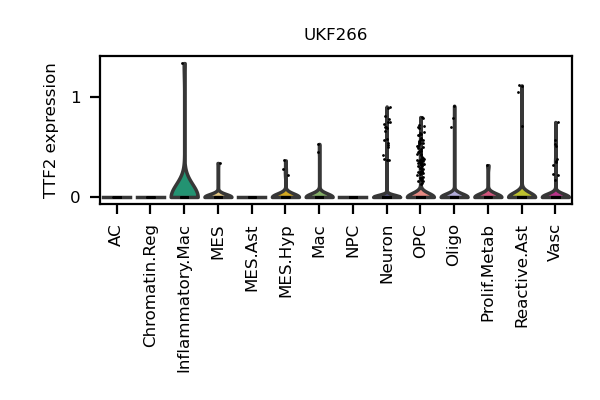 UKF266
TTF2 expression
1
0
AC
Chromatin.Reg
Inflammatory.Mac
MES
MES.Ast
MES.Hyp
Mac
NPC
Neuron
OPC
Oligo
Prolif.Metab
Reactive.Ast
Vasc